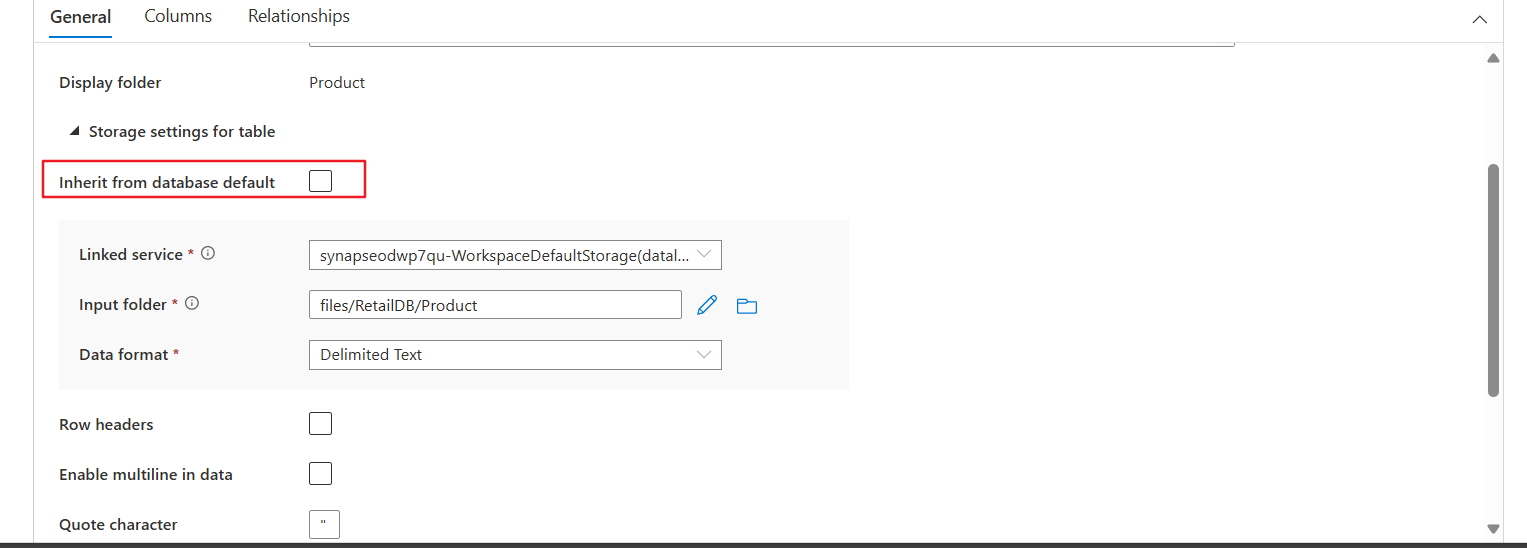 General Columns Relationships
Display folder Product
Storage settings for table
Inherit from database default
Linked service * synapseodwp7qu-WorkspaceDefaultStorage(datal...
Input folder * files/RetailDB/Product
Data format * Delimited Text
Row headers
Enable multiline in data
Quote character "